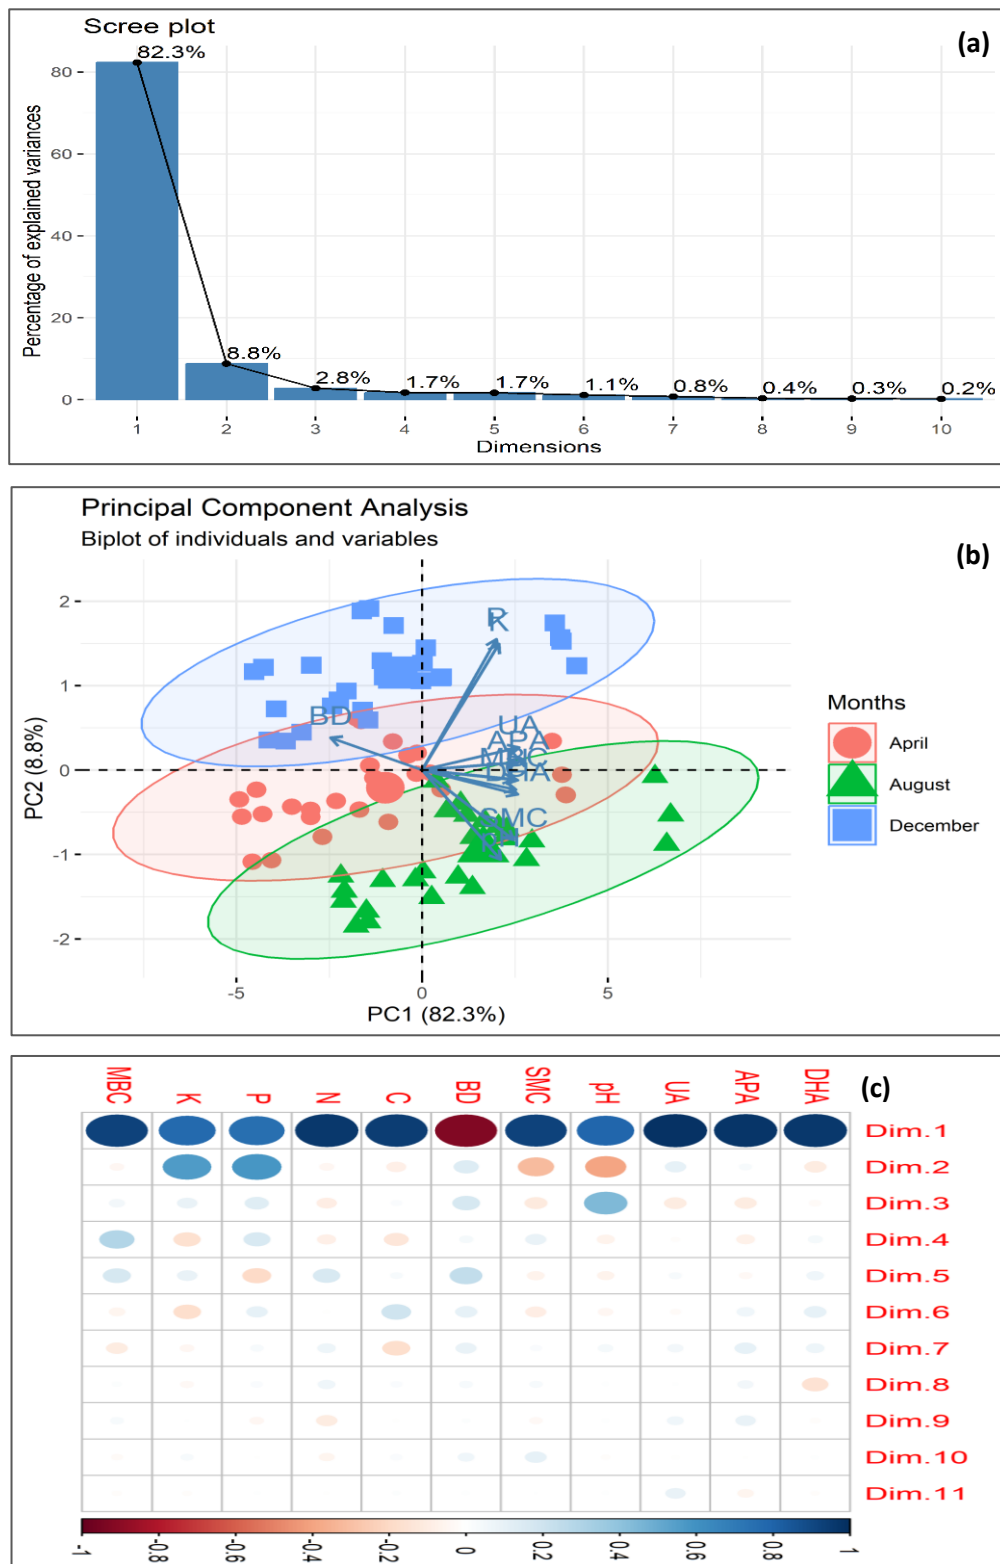 Scree plot
(a)
82.3%
8.8%
2.8%
1.7%
1.7%
1.1%
0.8%
0.4%
0.3%
0.2%
80
60
40
20
0
Percentage of explained variances
1 2 3 4 5 6 7 8 9 10
Dimensions
Principal Component Analysis
Biplot of individuals and variables
(b)
2
1
0
-1
-2
PC2 (8.8%)
P
K
BD
UA
APA
SMC
-5 0 5
PC1 (82.3%)
Months
April
August
December
(c)
MBC K P N C BD SMC pH UA APA DHA
Dim.1
Dim.2
Dim.3
Dim.4
Dim.5
Dim.6
Dim.7
Dim.8
Dim.9
Dim.10
Dim.11
-1 -0.8 -0.6 -0.4 -0.2 0 0.2 0.4 0.6 0.8 1